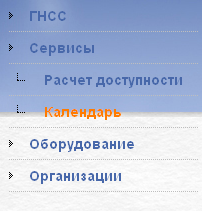 ГНСС
Сервисы
Расчет доступности
Календарь
Оборудование
Организации